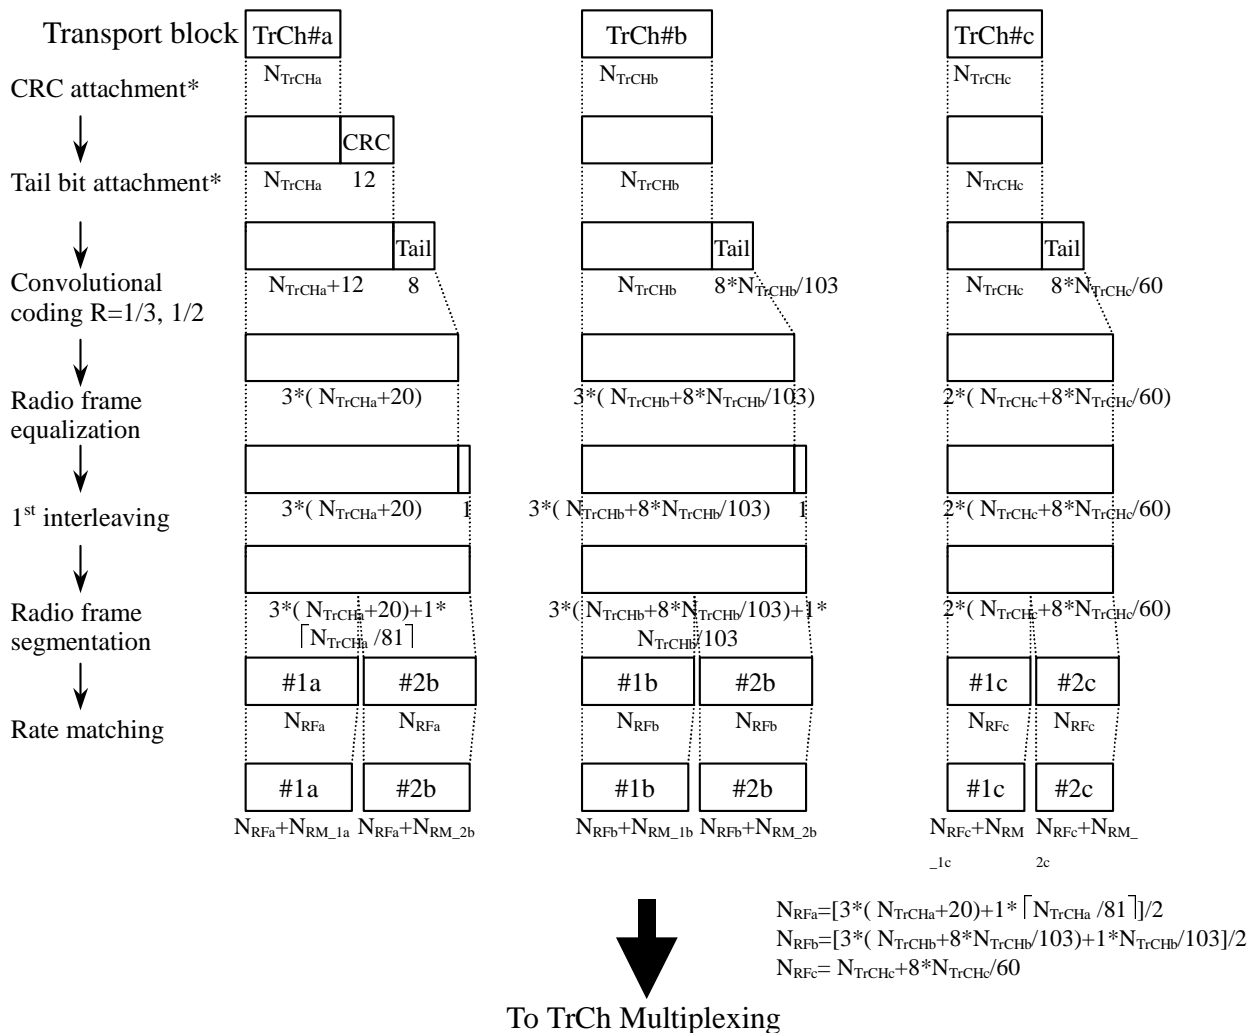 Transport block TrCh#a TrCh#b TrCh#c
N_TrCHa N_TrCHb N_TrCHc
CRC attachment*
CRC
N_TrCHa 12 N_TrCHb N_TrCHc
Tail bit attachment*
Tail Tail Tail
N_TrCHa+12 8 N_TrCHb 8*N_TrCHb/103 N_TrCHc 8*N_TrCHc/60
Convolutional
coding R=1/3, 1/2
3*( N_TrCHa+20) 3*( N_TrCHb+8*N_TrCHb/103) 2*( N_TrCHc+8*N_TrCHc/60)
Radio frame
equalization
3*( N_TrCHa+20) 1 3*( N_TrCHb+8*N_TrCHb/103) 1 2*( N_TrCHc+8*N_TrCHc/60)
1st interleaving
3*( N_TrCHa+20)+1* 3*( N_TrCHb+8*N_TrCHb/103)+1* 2*( N_TrCHc+8*N_TrCHc/60)
⌈N_TrCHa /81⌉ N_TrCHb/103
Radio frame
segmentation
#1a #2b #1b #2b #1c #2c
N_RFa N_RFa N_RFb N_RFb N_RFc N_RFc
Rate matching
#1a #2b #1b #2b #1c #2c
N_RFa+N_RM_1a N_RFa+N_RM_2b N_RFb+N_RM_1b N_RFb+N_RM_2b N_RFc+N_RM N_RFc+N_RM_
_1c 2c
N_RFa=[3*( N_TrCHa+20)+1*⌈N_TrCHa /81⌉]/2
N_RFb=[3*( N_TrCHb+8*N_TrCHb/103)+1*N_TrCHb/103]/2
N_RFc= N_TrCHc+8*N_TrCHc/60
To TrCh Multiplexing